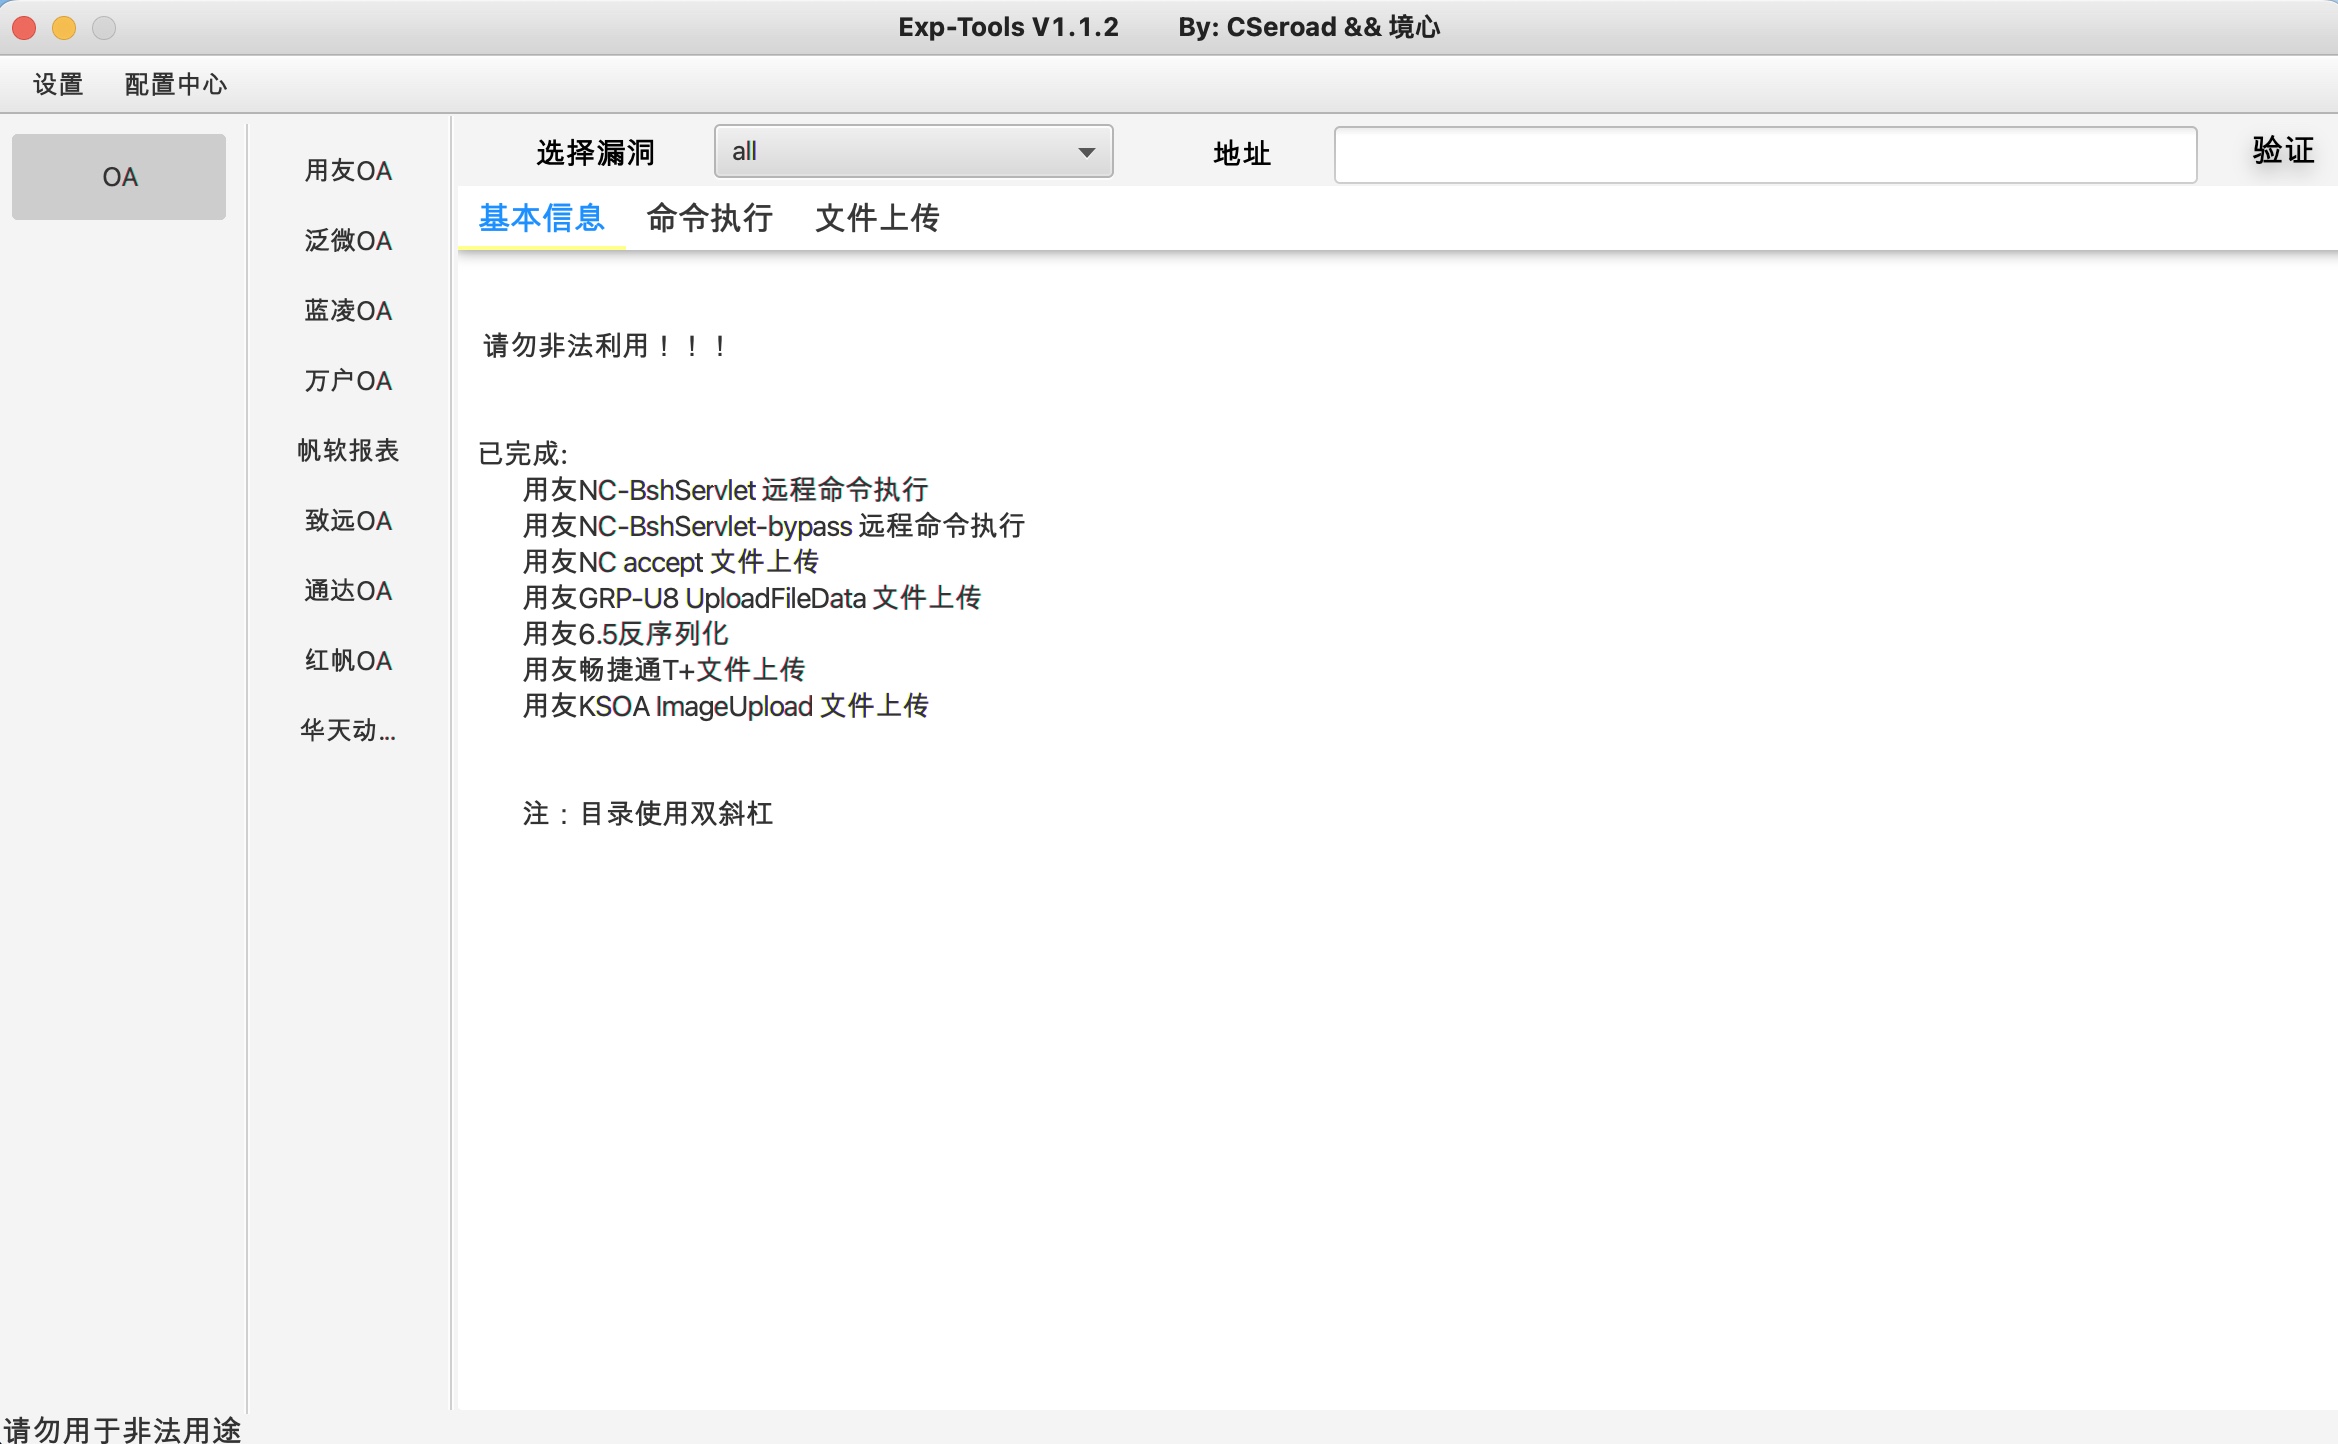 Exp-Tools V1.1.2 By: CSeroad && 境心
设置 配置中心
OA
用友OA
泛微OA
蓝凌OA
万户OA
帆软报表
致远OA
通达OA
红帆OA
华天动...
选择漏洞 all 地址 验证
基本信息 命令执行 文件上传
请勿非法利用！！！
已完成:
用友NC-BshServlet 远程命令执行
用友NC-BshServlet-bypass 远程命令执行
用友NC accept 文件上传
用友GRP-U8 UploadFileData 文件上传
用友6.5反序列化
用友畅捷通T+文件上传
用友KSOA ImageUpload 文件上传
注：目录使用双斜杠
请勿用于非法用途